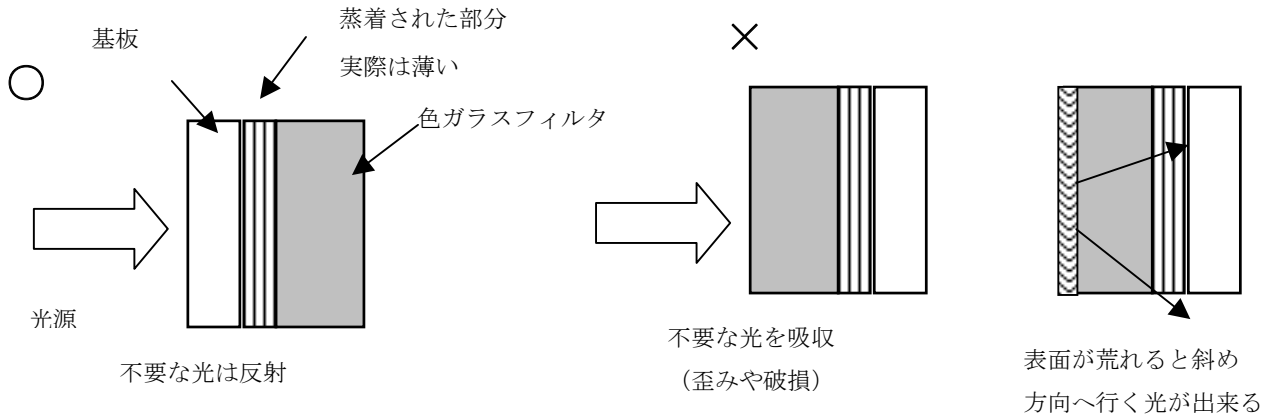 基板
蒸着された部分
実際は薄い
色ガラスフィルタ
光源
不要な光は反射
不要な光を吸収
（歪みや破損）
表面が荒れると斜め
方向へ行く光が出来る